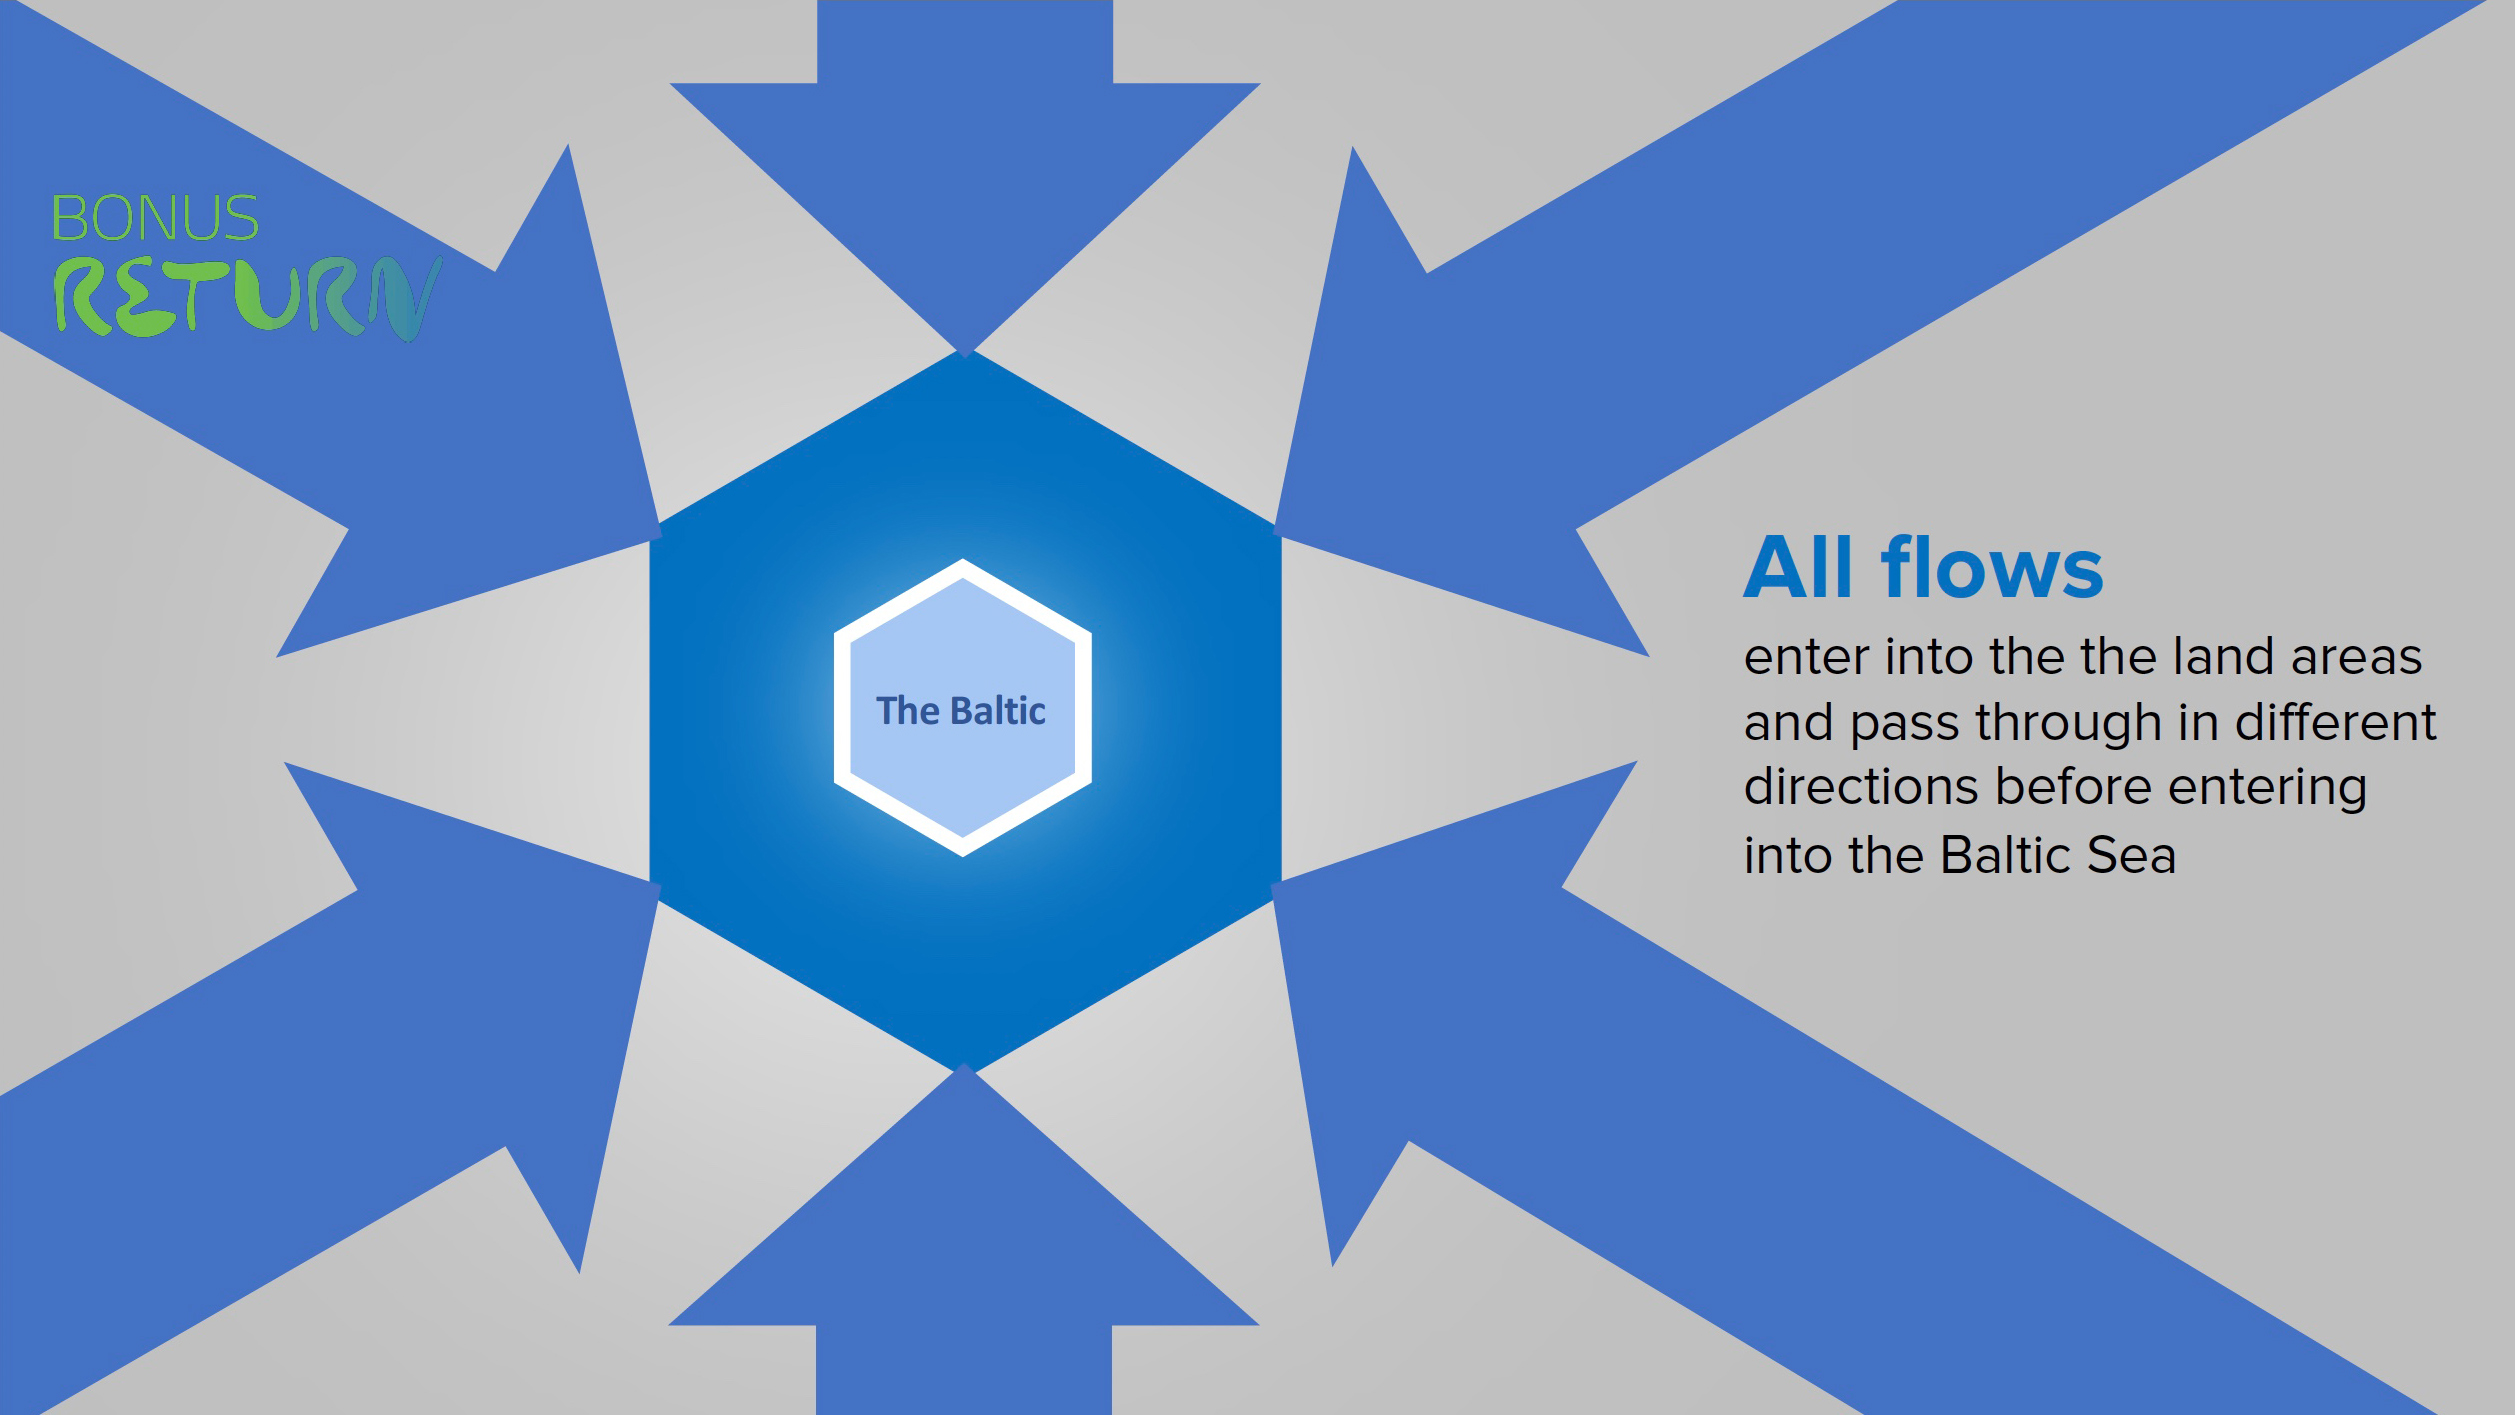 BONUS
RETURN
The Baltic
All flows
enter into the the land areas
and pass through in different
directions before entering
into the Baltic Sea